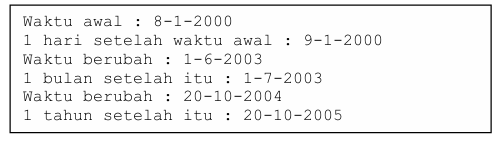 Waktu awal : 8-1-2000
1 hari setelah waktu awal : 9-1-2000
Waktu berubah : 1-6-2003
1 bulan setelah itu : 1-7-2003
Waktu berubah : 20-10-2004
1 tahun setelah itu : 20-10-2005